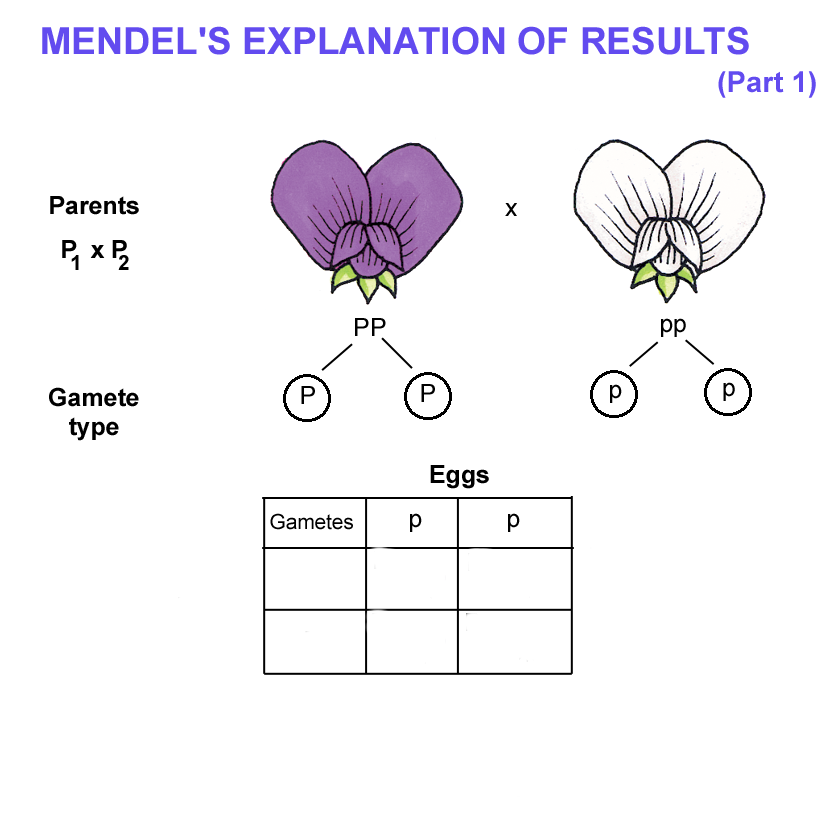 MENDEL'S EXPLANATION OF RESULTS
(Part 1)
Parents
x
P1 x P2
PP
pp
Gamete
type
P
P
p
p
Eggs
Gametes
p
p